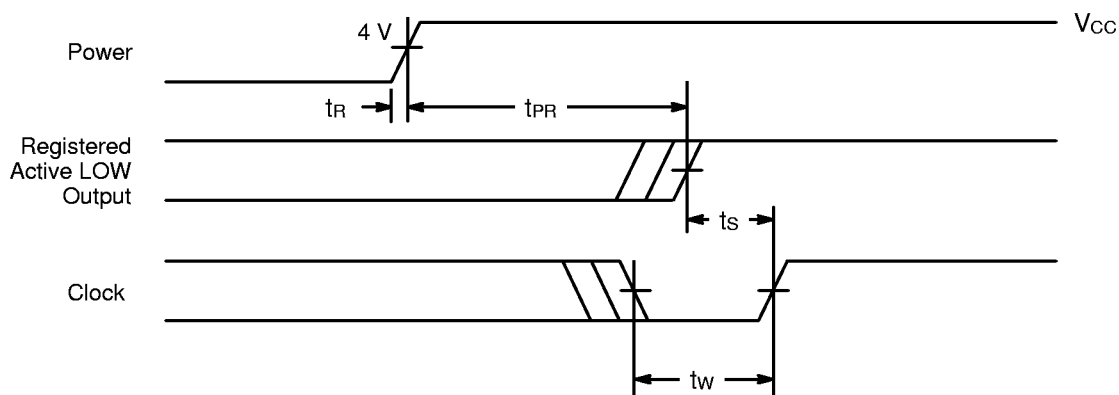 4 V
VCC
Power
tR
tPR
Registered
Active LOW
Output
tS
Clock
tW